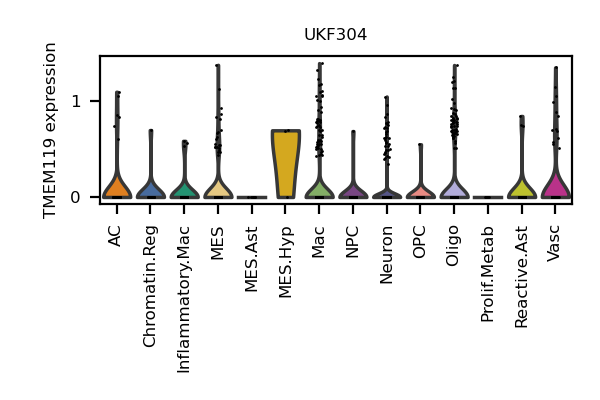 UKF304
TMEM119 expression
1
0
AC
Chromatin.Reg
Inflammatory.Mac
MES
MES.Ast
MES.Hyp
Mac
NPC
Neuron
OPC
Oligo
Prolif.Metab
Reactive.Ast
Vasc